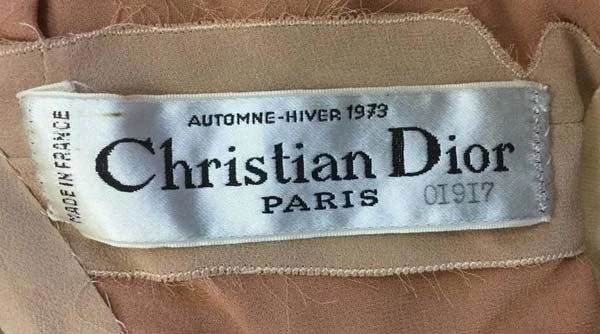 MADE IN FRANCE
AUTOMNE-HIVER 1973
Christian Dior
PARIS 01917